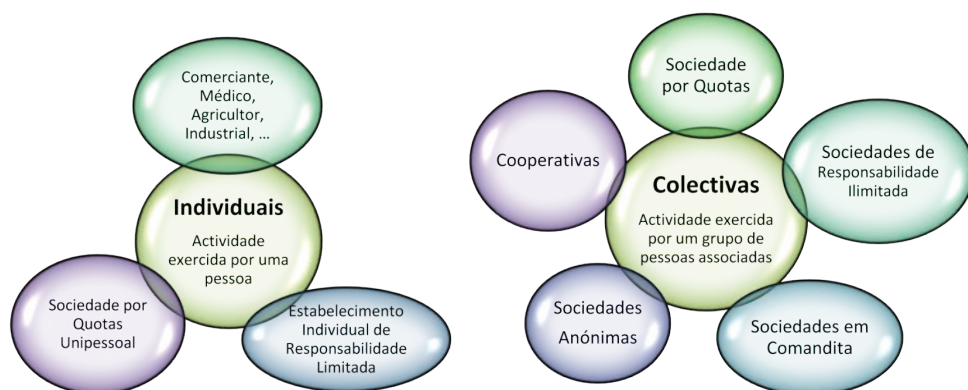 Comerciante,
Médico,
Agricultor,
Industrial, ...
Individuais
Actividade
exercida por uma
pessoa
Sociedade por
Quotas
Unipessoal
Estabelecimento
Individual de
Responsabilidade
Limitada
Sociedade
por Quotas
Cooperativas
Sociedades de
Responsabilidade
Ilimitada
Colectivas
Actividade exercida
por um grupo de
pessoas associadas
Sociedades
Anónimas
Sociedades em
Comandita